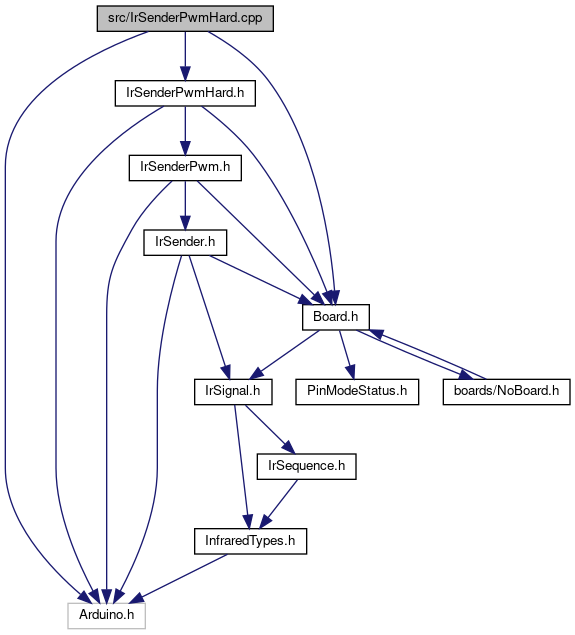 src/IrSenderPwmHard.cpp
IrSenderPwmHard.h
IrSenderPwm.h
IrSender.h
Board.h
IrSignal.h
PinModeStatus.h
boards/NoBoard.h
IrSequence.h
InfraredTypes.h
Arduino.h